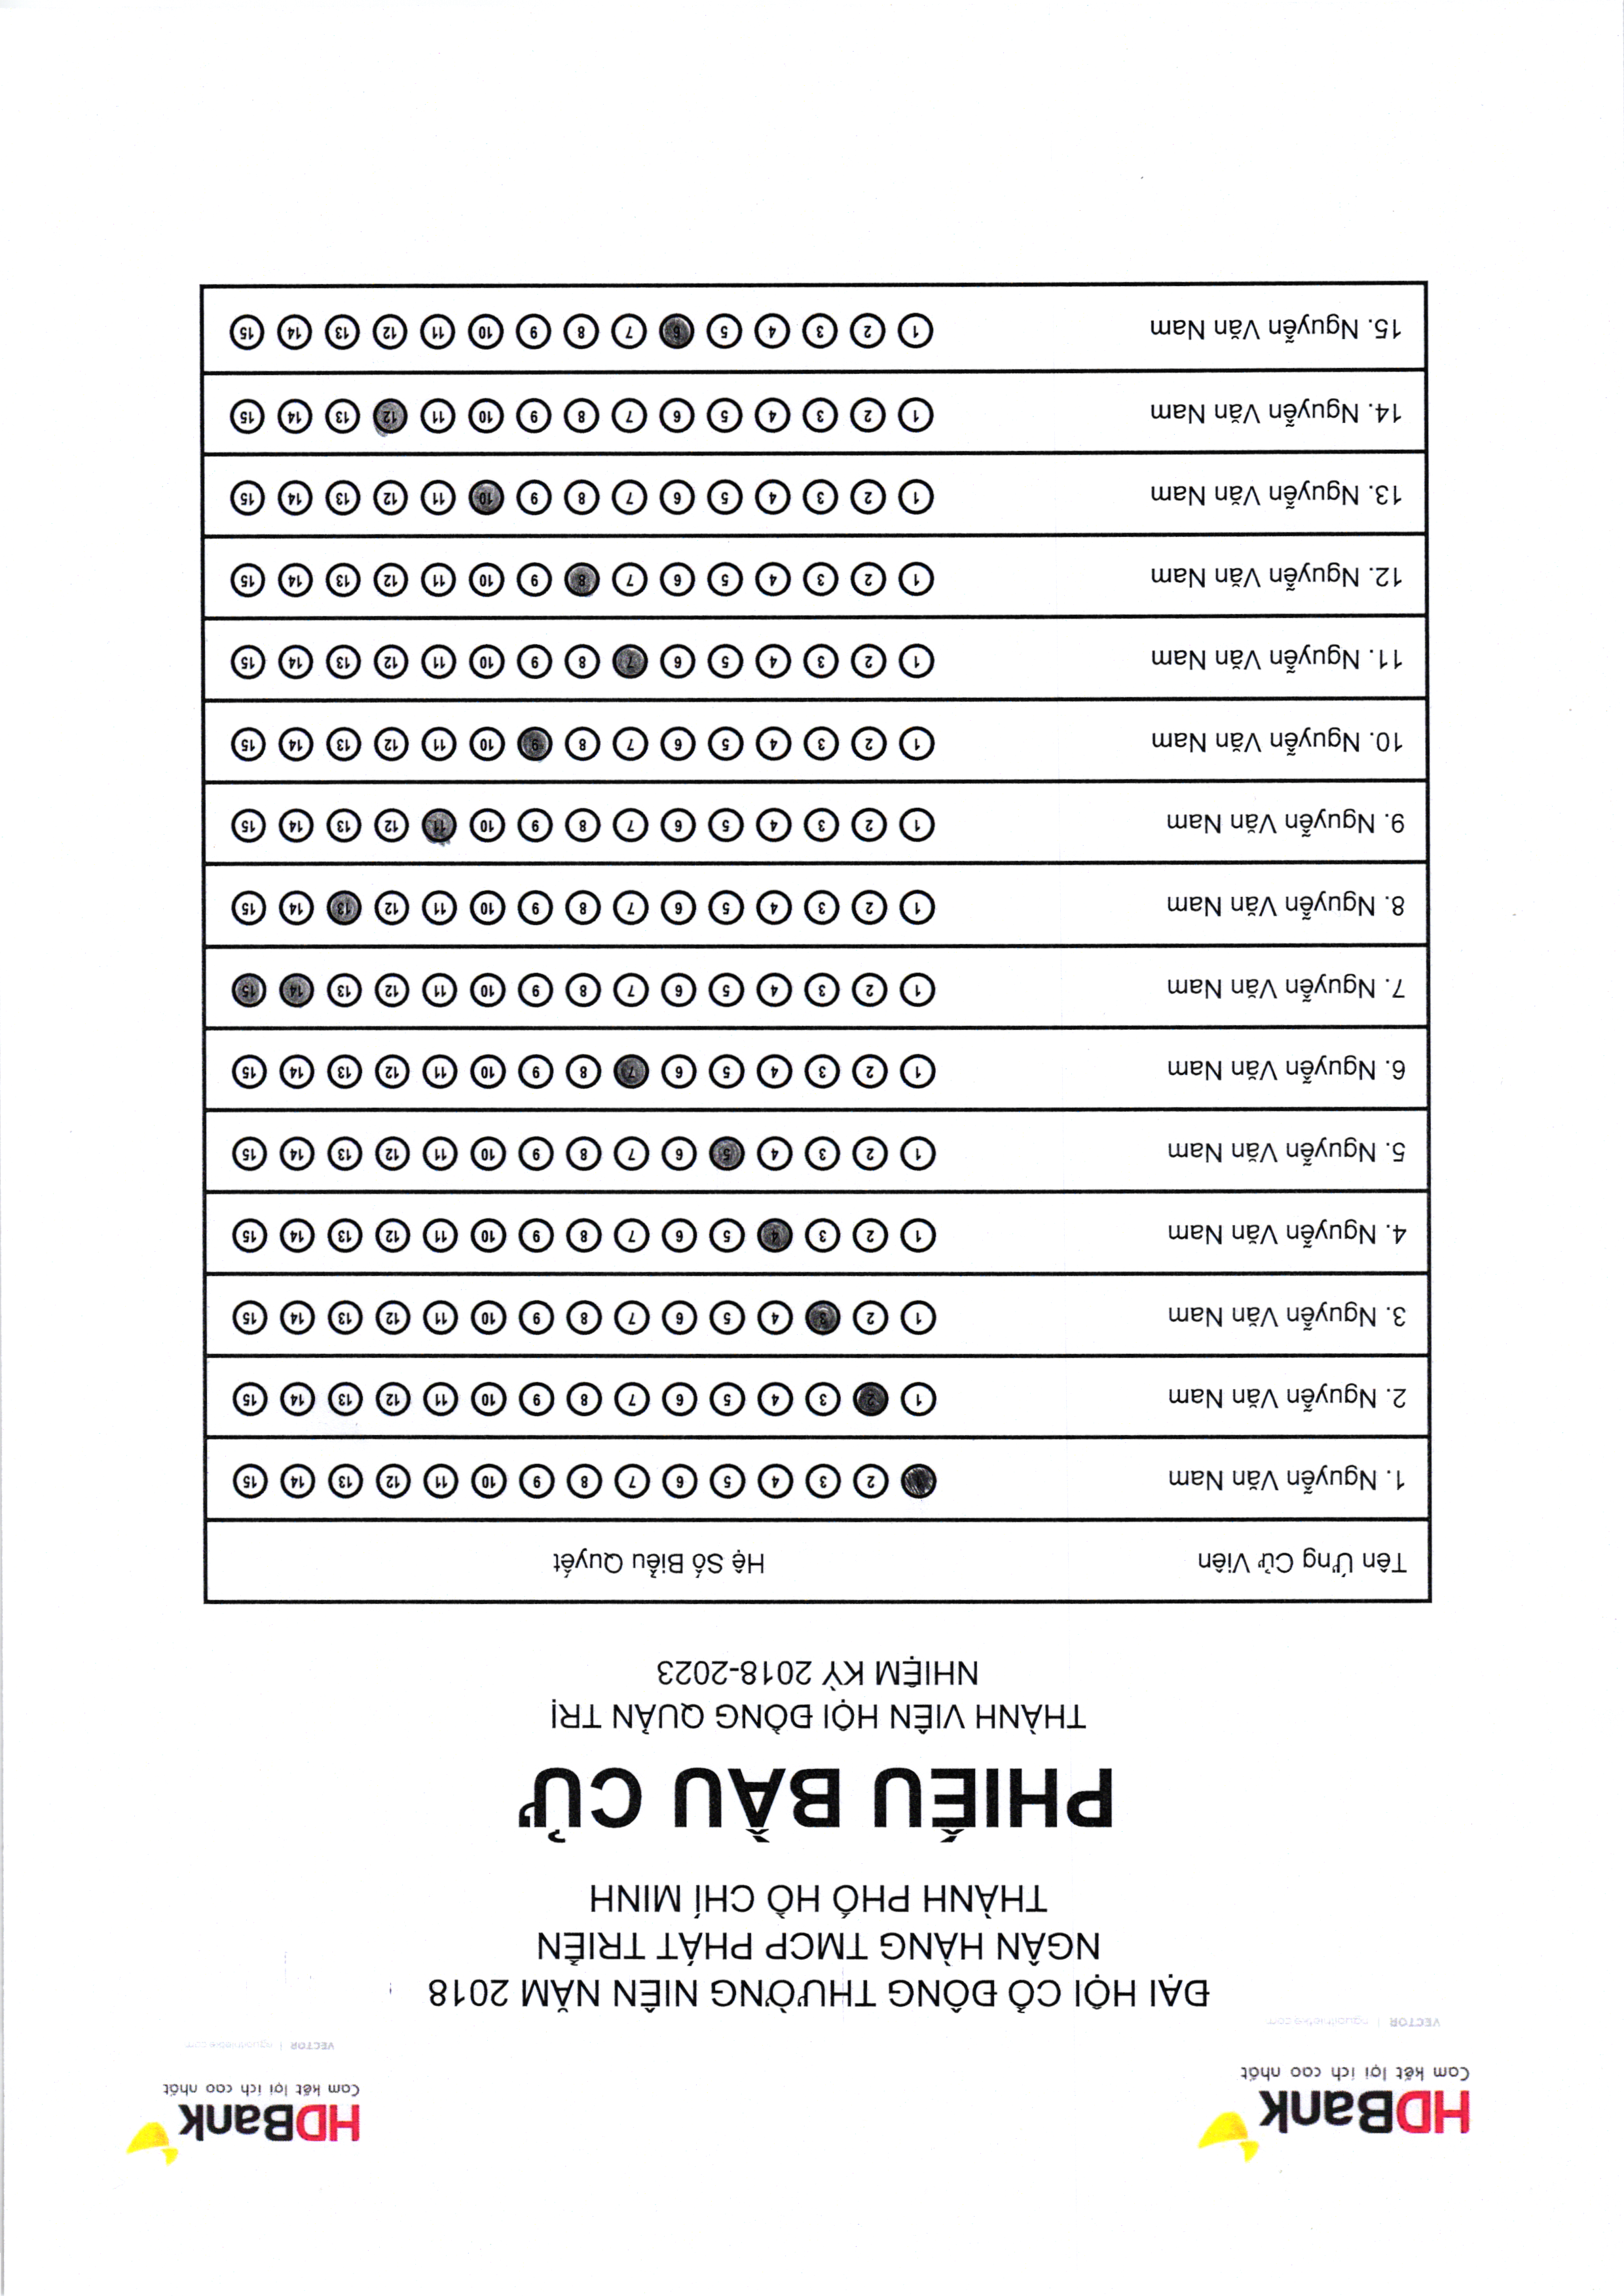 HDBank
Cam kết lợi ích cao nhất
VECTOR | nguoithietke.com
HDBank
Cam kết lợi ích cao nhất
VECTOR | nguoithietke.com
ĐẠI HỘI CỔ ĐÔNG THƯỜNG NIÊN NĂM 2018
NGÂN HÀNG TMCP PHÁT TRIỂN
THÀNH PHỐ HỒ CHÍ MINH
PHIẾU BẦU CỬ
THÀNH VIÊN HỘI ĐỒNG QUẢN TRỊ
NHIỆM KỲ 2018-2023
Tên Ứng Cử Viên Hệ Số Biểu Quyết
1. Nguyễn Văn Nam 1 2 3 4 5 6 7 8 9 10 11 12 13 14 15
2. Nguyễn Văn Nam 1 2 3 4 5 6 7 8 9 10 11 12 13 14 15
3. Nguyễn Văn Nam 1 2 3 4 5 6 7 8 9 10 11 12 13 14 15
4. Nguyễn Văn Nam 1 2 3 4 5 6 7 8 9 10 11 12 13 14 15
5. Nguyễn Văn Nam 1 2 3 4 5 6 7 8 9 10 11 12 13 14 15
6. Nguyễn Văn Nam 1 2 3 4 5 6 7 8 9 10 11 12 13 14 15
7. Nguyễn Văn Nam 1 2 3 4 5 6 7 8 9 10 11 12 13 14 15
8. Nguyễn Văn Nam 1 2 3 4 5 6 7 8 9 10 11 12 13 14 15
9. Nguyễn Văn Nam 1 2 3 4 5 6 7 8 9 10 11 12 13 14 15
10. Nguyễn Văn Nam 1 2 3 4 5 6 7 8 9 10 11 12 13 14 15
11. Nguyễn Văn Nam 1 2 3 4 5 6 7 8 9 10 11 12 13 14 15
12. Nguyễn Văn Nam 1 2 3 4 5 6 7 8 9 10 11 12 13 14 15
13. Nguyễn Văn Nam 1 2 3 4 5 6 7 8 9 10 11 12 13 14 15
14. Nguyễn Văn Nam 1 2 3 4 5 6 7 8 9 10 11 12 13 14 15
15. Nguyễn Văn Nam 1 2 3 4 5 6 7 8 9 10 11 12 13 14 15